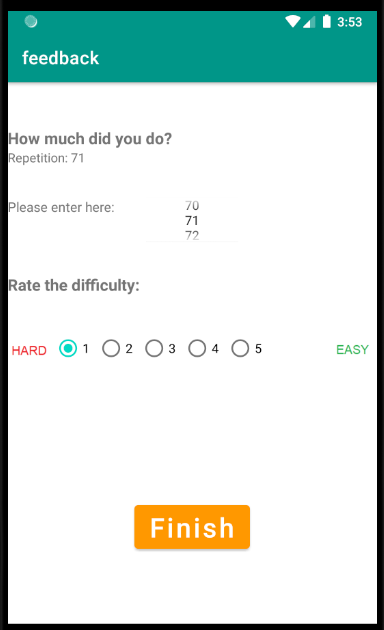 3:53
feedback
How much did you do?
Repetition: 71
70
Please enter here: 71
72
Rate the difficulty:
HARD 1 2 3 4 5 EASY
Finish